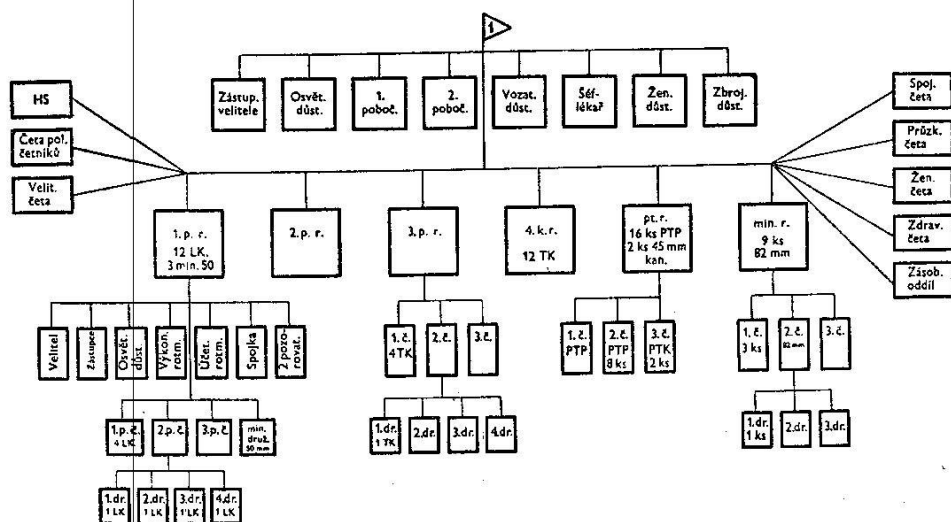 1
Zástup.
velitele
Osvět.
důst.
1.
poboč.
2.
poboč.
Vozat.
důst.
Šéf-
lékař
Žen.
důst.
Zbroj.
důst.
HS
Četa pol.
četníků
Velit.
četa
Spoj.
četa
Průzk.
četa
Žen.
četa
Zdrav.
četa
Zásob.
oddíl
1. p. r.
12 LK.
3 min. 50
2. p. r.
3. p. r.
4. k. r.
12 TK
pt. r.
16 ks PTP
2 ks 45 mm
kan.
min. r.
9 ks
82 mm
Velitel
Zástupce
Osvět.
důst.
Výkon.
rotm.
Účet.
rotm.
Spojka
2 pozo-
rovat.
1. č.
4 TK
2. č.
3. č.
1. č.
PTP
2. č.
PTP
8 ks
3. č.
PTK
2 ks
1. č.
3 ks
2. č.
82 mm
3. č.
1. p. č.
4 LK
2. p. č.
3. p. č.
min.
druž.
50 mm
1. dr.
1 TK
2. dr.
3. dr.
4. dr.
1. dr.
1 ks
2. dr.
3. dr.
1. dr.
1 LK
2. dr.
1 LK
3. dr.
1 LK
4. dr.
1 LK